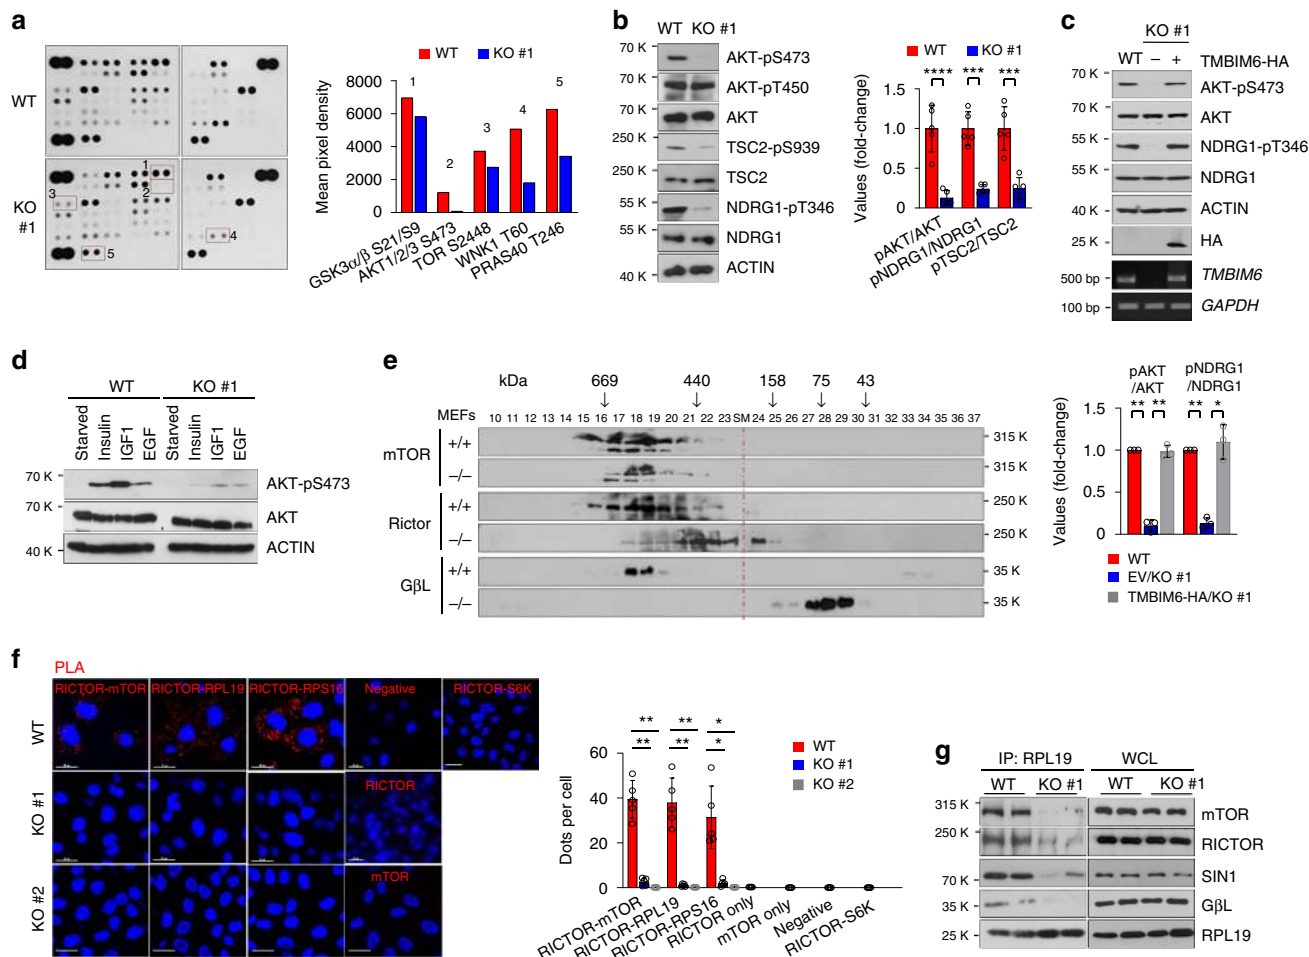 a
WT
KO
#1
1
2
3
4
5
WT KO #1
Mean pixel density
8000
6000
4000
2000
0
1
2
3
4
5
GSK3α/β S21/S9
AKT1/2/3 S473
TOR S2448
WNK1 T60
PRAS40 T246
b
WT KO #1
70 K
AKT-pS473
70 K
AKT-pT450
70 K
AKT
250 K
TSC2-pS939
250 K
TSC2
55 K
NDRG1-pT346
55 K
NDRG1
40 K
ACTIN
WT KO #1
**** *** ***
Values (fold-change)
1.5
1.0
0.5
0
pAKT/AKT
pNDRG1/NDRG1
pTSC2/TSC2
c
KO #1
WT – + TMBIM6-HA
70 K
AKT-pS473
70 K
AKT
55 K
NDRG1-pT346
55 K
NDRG1
40 K
ACTIN
25 K
HA
500 bp
TMBIM6
100 bp
GAPDH
d
WT KO #1
Starved
Insulin
IGF1
EGF
Starved
Insulin
IGF1
EGF
70 K
AKT-pS473
70 K
AKT
40 K
ACTIN
e
kDa 669 440 158 75 43
MEFs 10 11 12 13 14 15 16 17 18 19 20 21 22 23 SM 24 25 26 27 28 29 30 31 32 33 34 35 36 37
mTOR
+/+
315 K
–/–
315 K
Rictor
+/+
250 K
–/–
250 K
GβL
+/+
35 K
–/–
35 K
pAKT
/AKT
pNDRG1
/NDRG1
** ** ** *
Values (fold-change)
1.5
1.0
0.5
0
WT
EV/KO #1
TMBIM6-HA/KO #1
f
PLA
RICTOR-mTOR RICTOR-RPL19 RICTOR-RPS16 Negative RICTOR-S6K
WT
KO #1
RICTOR
KO #2
mTOR
Dots per cell
60
40
20
0
** ** *
** ** *
WT
KO #1
KO #2
RICTOR-mTOR
RICTOR-RPL19
RICTOR-RPS16
RICTOR only
mTOR only
Negative
RICTOR-S6K
g
IP: RPL19 WCL
WT KO #1 WT KO #1
315 K
mTOR
250 K
RICTOR
70 K
SIN1
35 K
GβL
25 K
RPL19